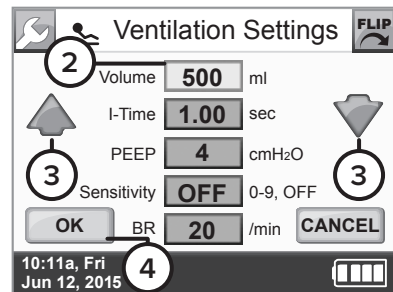 Ventilation Settings FLIP
2
Volume 500 ml
I-Time 1.00 sec
PEEP 4 cmH2O
3 3
Sensitivity OFF 0-9, OFF
OK BR 20 /min CANCEL
4
10:11a, Fri
Jun 12, 2015